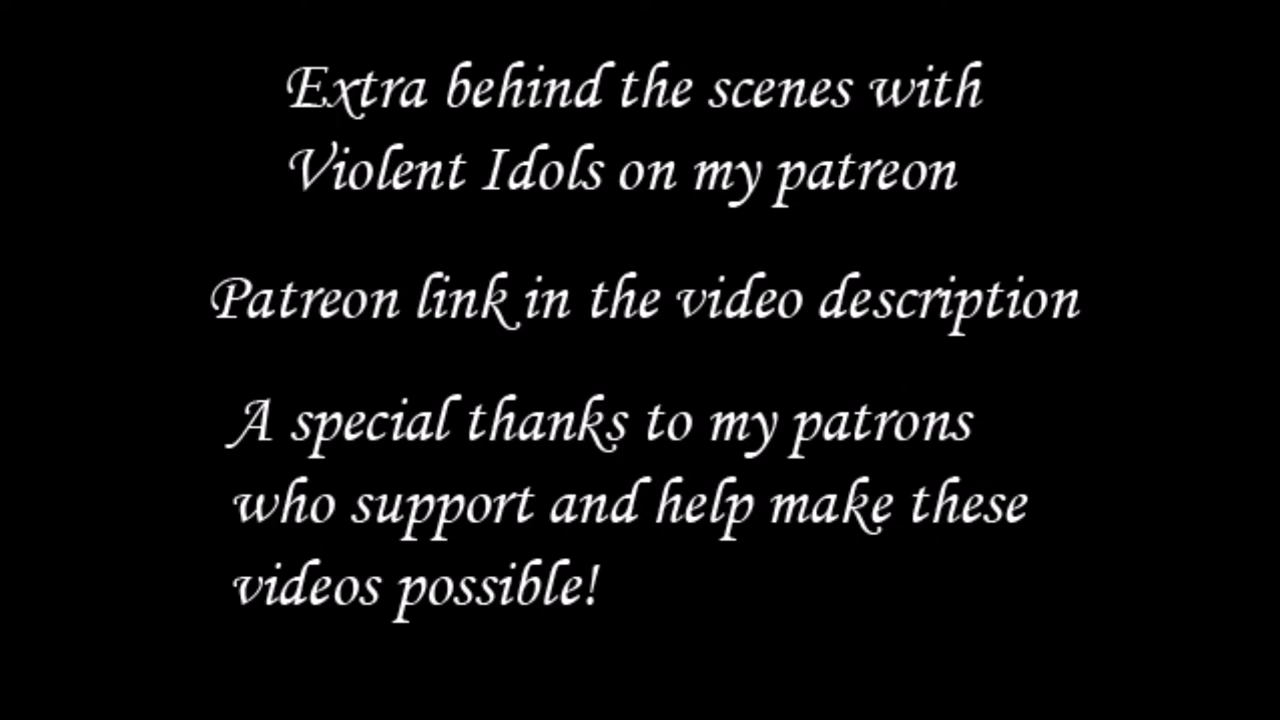 Extra behind the scenes with
Violent Idols on my patreon
Patreon link in the video description
A special thanks to my patrons
who support and help make these
videos possible!